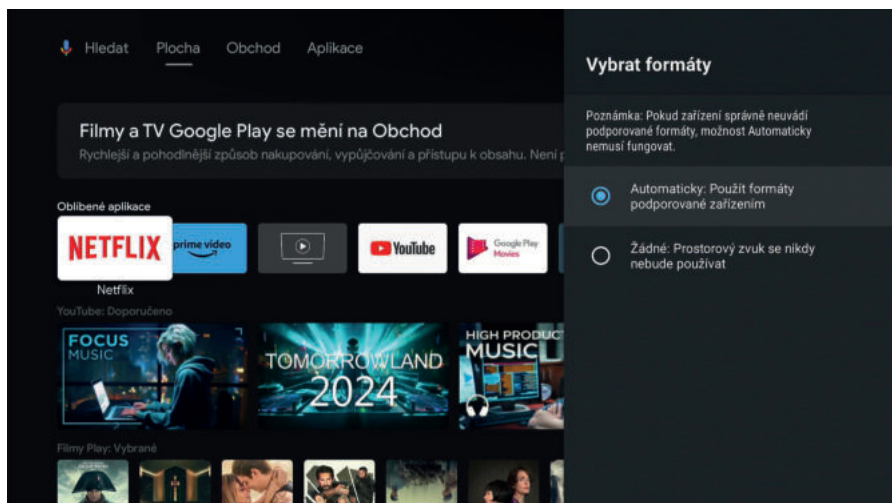 Hledat Plocha Obchod Aplikace
Filmy a TV Google Play se mění na Obchod
Rychlejší a pohodlnější způsob nakupování, vypůjčování a přístupu k obsahu. Není
Oblíbené aplikace
NETFLIX
prime video
YouTube
Google Play
Movies
Netflix
YouTube: Doporučeno
FOCUS
MUSIC
TOMORROWLAND
2024
HIGH PRODUC
MUSIC
Filmy Play: Vybrané
Vybrat formáty
Poznámka: Pokud zařízení správně neuvádí
podporované formáty, možnost Automaticky
nemusí fungovat.
Automaticky: Použít formáty
podporované zařízením
Žádné: Prostorový zvuk se nikdy
nebude používat